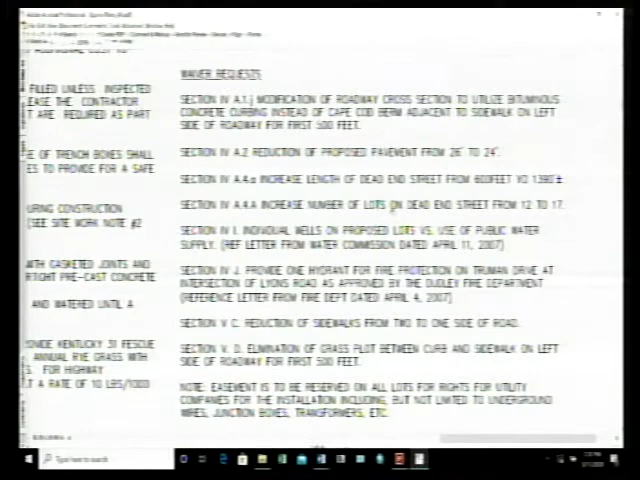 WAIVER REQUESTS
FILLED UNLESS INSPECTED
EASE THE CONTRACTOR
T ARE REQUIRED AS PART
SECTION IV A.1.j MODIFICATION OF ROADWAY CROSS SECTION TO UTILIZE BITUMINOUS
CONCRETE CURBING INSTEAD OF CAPE COD BERM ADJACENT TO SIDEWALK ON LEFT
SIDE OF ROADWAY FOR FIRST 500 FEET.
E OF TRENCH BOXES SHALL
ES TO PROVIDE FOR A SAFE
SECTION IV A.2 REDUCTION OF PROPOSED PAVEMENT FROM 26' TO 24'.
SECTION IV A.4.a INCREASE LENGTH OF DEAD END STREET FROM 600FEET YO 1390'±
URING CONSTRUCTION
(SEE SITE WORK NOTE #2
SECTION IV A.4.A INCREASE NUMBER OF LOTS ON DEAD END STREET FROM 12 TO 17.
SECTION IV I. INDIVIDUAL WELLS ON PROPOSED LOTS VS. USE OF PUBLIC WATER
SUPPLY. (REF LETTER FROM WATER COMMISSION DATED APRIL 11, 2007)
WITH GASKETED JOINTS AND
RTIGHT PRE-CAST CONCRETE
AND WATERED UNTIL A
SECTION IV J. PROVIDE ONE HYDRANT FOR FIRE PROTECTION ON TRUMAN DRIVE AT
INTERSECTION OF LYONS ROAD AS APPROVED BY THE DUDLEY FIRE DEPARTMENT
(REFERENCE LETTER FROM FIRE DEPT DATED APRIL 4, 2007)
SECTION V C. REDUCTION OF SIDEWALKS FROM TWO TO ONE SIDE OF ROAD.
OVIDE KENTUCKY 31 FESCUE
ANNUAL RYE GRASS WITH
S. FOR HIGHWAY
T A RATE OF 10 LBS/1000
SECTION V. D. ELIMINATION OF GRASS PLOT BETWEEN CURB AND SIDEWALK ON LEFT
SIDE OF ROADWAY FOR FIRST 500 FEET.
NOTE: EASEMENT IS TO BE RESERVED ON ALL LOTS FOR RIGHTS FOR UTILITY
COMPANIES FOR THE INSTALLATION INCLUDING, BUT NOT LIMITED TO UNDERGROUND
WIRES, JUNCTION BOXES, TRANSFORMERS, ETC.
Type here to search